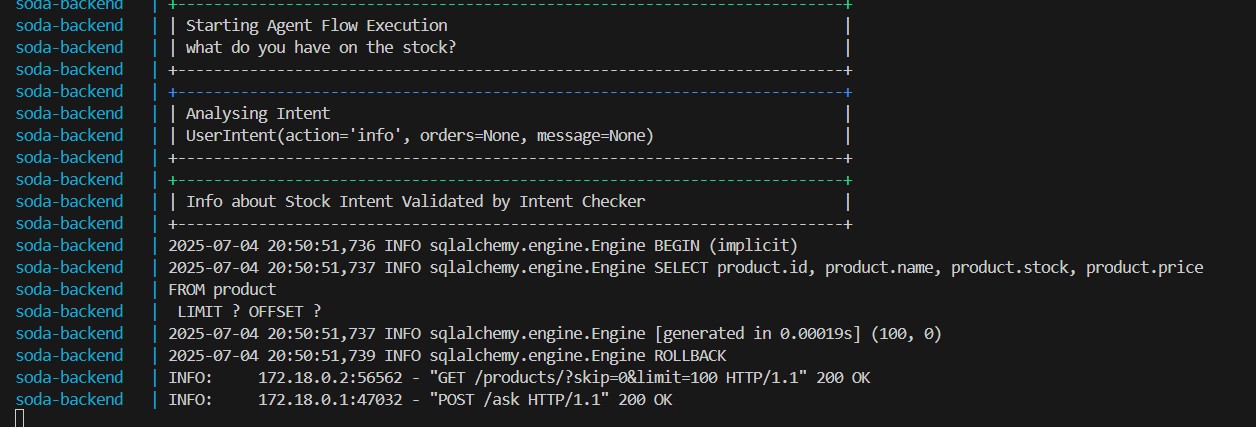 soda-backend | +--------------------------------------------------------------------------+
soda-backend | | Starting Agent Flow Execution |
soda-backend | | what do you have on the stock? |
soda-backend | +--------------------------------------------------------------------------+
soda-backend | +--------------------------------------------------------------------------+
soda-backend | | Analysing Intent |
soda-backend | | UserIntent(action='info', orders=None, message=None) |
soda-backend | +--------------------------------------------------------------------------+
soda-backend | +--------------------------------------------------------------------------+
soda-backend | | Info about Stock Intent Validated by Intent Checker |
soda-backend | +--------------------------------------------------------------------------+
soda-backend | 2025-07-04 20:50:51,736 INFO sqlalchemy.engine.Engine BEGIN (implicit)
soda-backend | 2025-07-04 20:50:51,737 INFO sqlalchemy.engine.Engine SELECT product.id, product.name, product.stock, product.price
soda-backend | FROM product
soda-backend | LIMIT ? OFFSET ?
soda-backend | 2025-07-04 20:50:51,737 INFO sqlalchemy.engine.Engine [generated in 0.00019s] (100, 0)
soda-backend | 2025-07-04 20:50:51,739 INFO sqlalchemy.engine.Engine ROLLBACK
soda-backend | INFO: 172.18.0.2:56562 - "GET /products/?skip=0&limit=100 HTTP/1.1" 200 OK
soda-backend | INFO: 172.18.0.1:47032 - "POST /ask HTTP/1.1" 200 OK